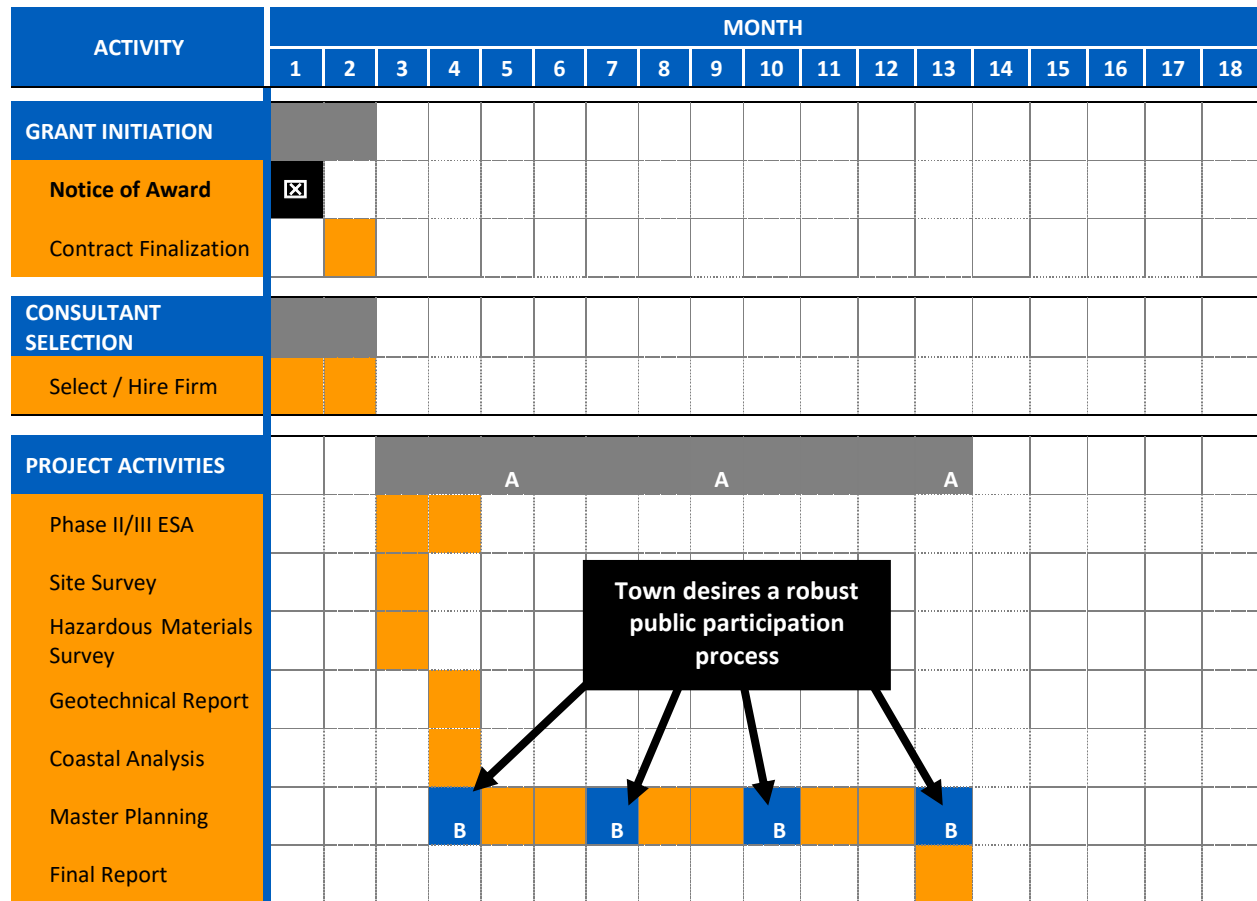 ACTIVITY
MONTH
1 2 3 4 5 6 7 8 9 10 11 12 13 14 15 16 17 18
GRANT INITIATION
Notice of Award ☒
Contract Finalization
CONSULTANT
SELECTION
Select / Hire Firm
PROJECT ACTIVITIES
A A A
Phase II/III ESA
Site Survey
Hazardous Materials
Survey
Town desires a robust
public participation
process
Geotechnical Report
Coastal Analysis
Master Planning
B B B B
Final Report